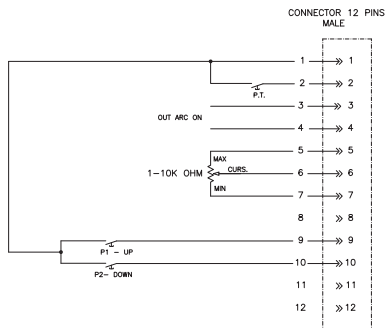 CONNECTOR 12 PINS
MALE
1 1
2 2
P.T.
3 3
OUT ARC ON
4 4
5 5
MAX
1-10K OHM CURS. 6 6
MIN
7 7
8 8
9 9
P1 - UP
10 10
P2- DOWN
11 11
12 12